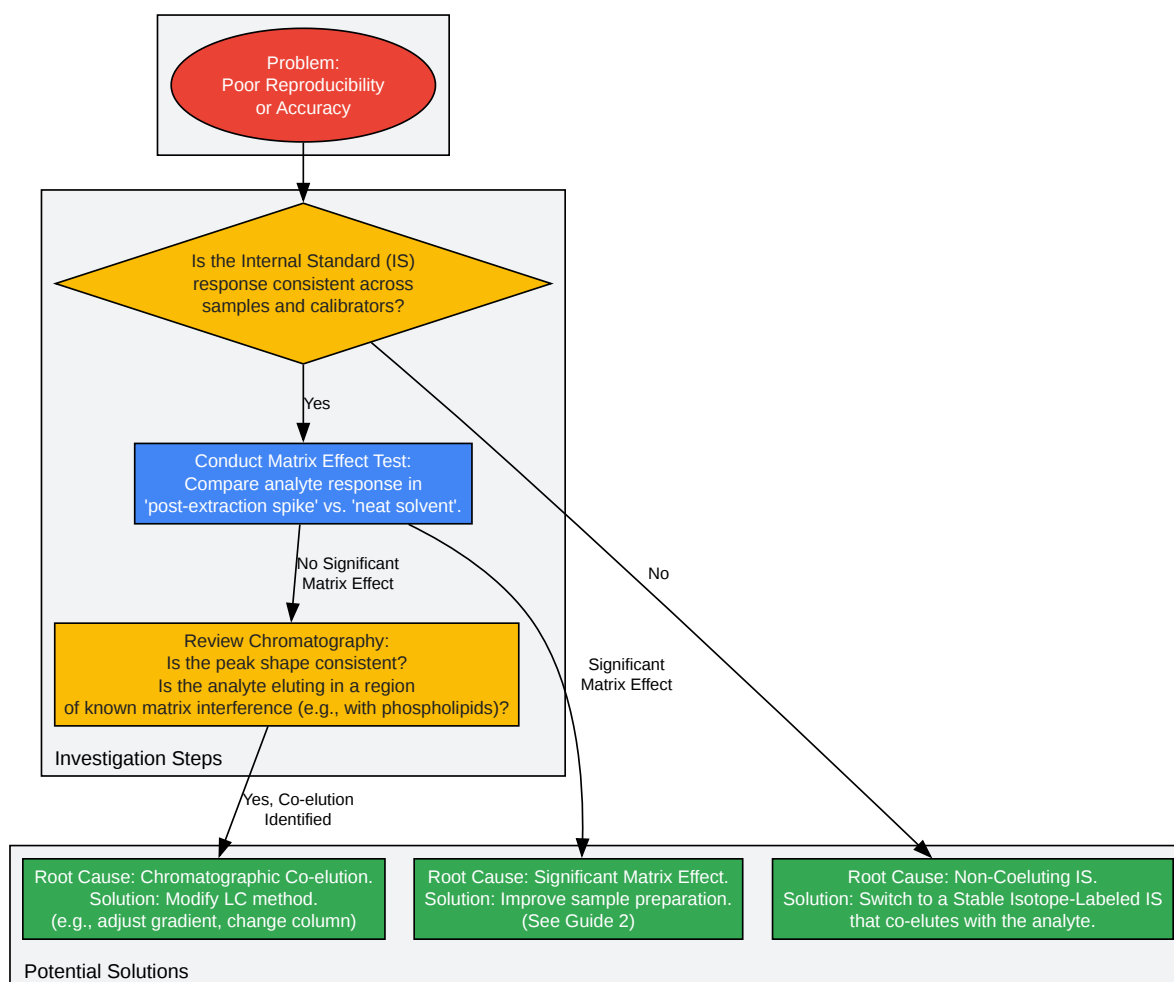 Problem:
Poor Reproducibility
or Accuracy
Is the Internal Standard (IS)
response consistent across
samples and calibrators?
Yes
Conduct Matrix Effect Test:
Compare analyte response in
'post-extraction spike' vs. 'neat solvent'.
No Significant
Matrix Effect
No
Review Chromatography:
Is the peak shape consistent?
Is the analyte eluting in a region
of known matrix interference (e.g., with phospholipids)?
Significant
Matrix Effect
Investigation Steps
Yes, Co-elution
Identified
Root Cause: Chromatographic Co-elution.
Solution: Modify LC method.
(e.g., adjust gradient, change column)
Root Cause: Significant Matrix Effect.
Solution: Improve sample preparation.
(See Guide 2)
Root Cause: Non-Coeluting IS.
Solution: Switch to a Stable Isotope-Labeled IS
that co-elutes with the analyte.
Potential Solutions